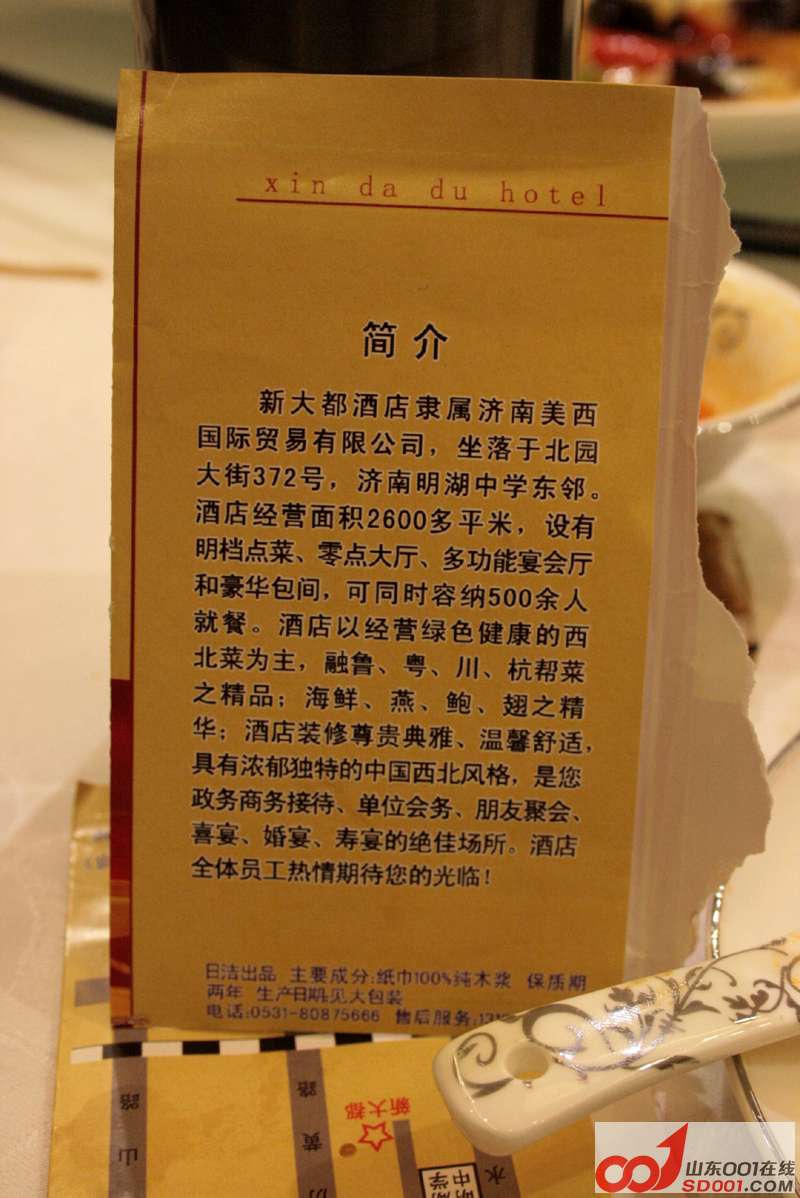 xin da du hotel
简介
新大都酒店隶属济南美西
国际贸易有限公司，坐落于北园
大街372号，济南明湖中学东邻。
酒店经营面积2600多平米，设有
明档点菜、零点大厅、多功能宴会厅
和豪华包间，可同时容纳500余人
就餐。酒店以经营绿色健康的西
北菜为主，融鲁、粤、川、杭帮菜
之精品；海鲜、燕、鲍、翅之精
华；酒店装修尊贵典雅、温馨舒适，
具有浓郁独特的中国西北风格，是您
政务商务接待、单位会务、朋友聚会、
喜宴、婚宴、寿宴的绝佳场所。酒店
全体员工热情期待您的光临！
日洁出品 主要成分:纸巾100%纯木浆 保质期
两年 生产日期:见大包装
电话:0531-80875666 售后服务:131
路
山
路
黄
新大都
水
中学
山东001在线
SD001.COM